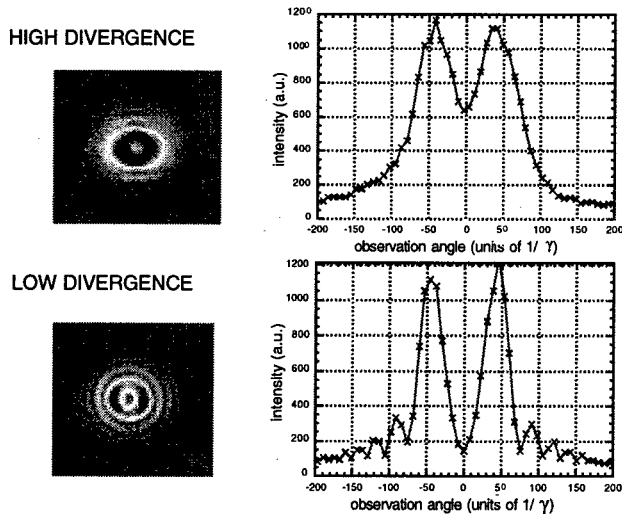 HIGH DIVERGENCE
intensity (a.u.)
1200
1000
800
600
400
200
0
-200 -150 -100 -50 0 50 100 150 200
observation angle (units of 1/ γ)
LOW DIVERGENCE
intensity (a.u.)
1200
1000
800
600
400
200
0
-200 -150 -100 -50 0 50 100 150 200
observation angle (units of 1/ γ)